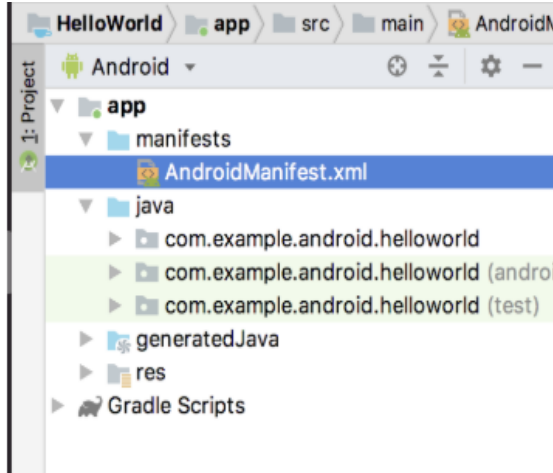 HelloWorld app src main AndroidM
1: Project
Android
app
manifests
AndroidManifest.xml
java
com.example.android.helloworld
com.example.android.helloworld (androi
com.example.android.helloworld (test)
generatedJava
res
Gradle Scripts